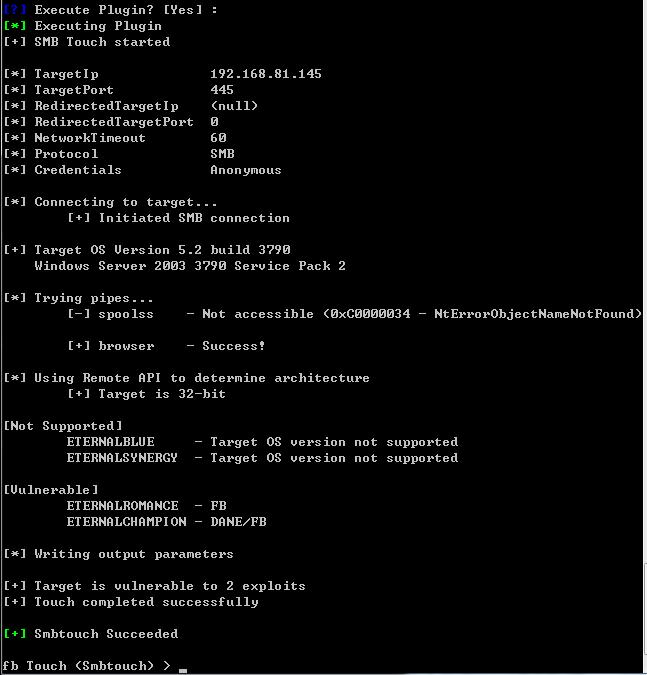 [?] Execute Plugin? [Yes] :
[*] Executing Plugin
[+] SMB Touch started
[*] TargetIp 192.168.81.145
[*] TargetPort 445
[*] RedirectedTargetIp (null)
[*] RedirectedTargetPort 0
[*] NetworkTimeout 60
[*] Protocol SMB
[*] Credentials Anonymous
[*] Connecting to target...
[+] Initiated SMB connection
[+] Target OS Version 5.2 build 3790
Windows Server 2003 3790 Service Pack 2
[*] Trying pipes...
[-] spoolss - Not accessible (0xC0000034 - NtErrorObjectNameNotFound)
[+] browser - Success!
[*] Using Remote API to determine architecture
[+] Target is 32-bit
[Not Supported]
ETERNALBLUE - Target OS version not supported
ETERNALSYNERGY - Target OS version not supported
[Vulnerable]
ETERNALROMANCE - FB
ETERNALCHAMPION - DANE/FB
[*] Writing output parameters
[+] Target is vulnerable to 2 exploits
[+] Touch completed successfully
[+] Smbtouch Succeeded
fb Touch (Smbtouch) > _